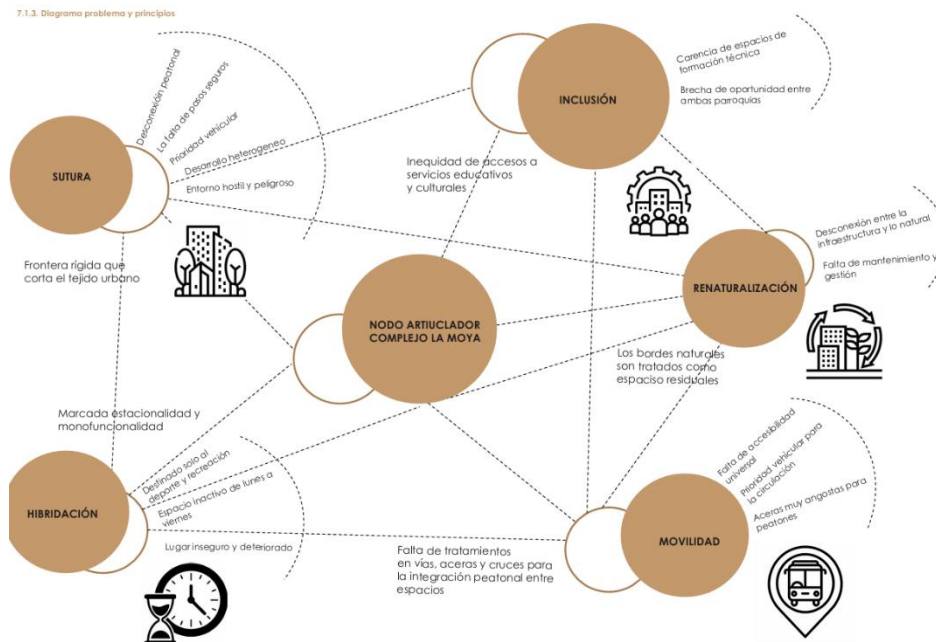 7.1.3. Diagrama problema y principios
SUTURA
Desconexión peatonal
La falta de pasos seguros
Prioridad vehicular
Desarrollo heterogeneo
Entorno hostil y peligroso
Frontera rígida que
corta el tejido urbano
INCLUSIÓN
Carencia de espacios de
formación técnica
Brecha de oportunidad entre
ambas parroquias
Inequidad de accesos a
servicios educativos
y culturales
RENATURALIZACIÓN
Desconexión entre la
infraestructura y lo natural
Falta de mantenimiento y
gestión
Los bordes naturales
son tratados como
espaciso residuales
NODO ARTIUCLADOR
COMPLEJO LA MOYA
Marcada estacionalidad y
monofuncionalidad
HIBRIDACIÓN
Destinado solo al
deporte y recreación
Espacio inactivo de lunes a
viernes
Lugar inseguro y deteriorado
MOVILIDAD
Falta de accesibilidad
universal
Prioridad vehicular para
la circulación
Aceras muy angostas para
peatones
Falta de tratamientos
en vías, aceras y cruces para
la integración peatonal entre
espacios